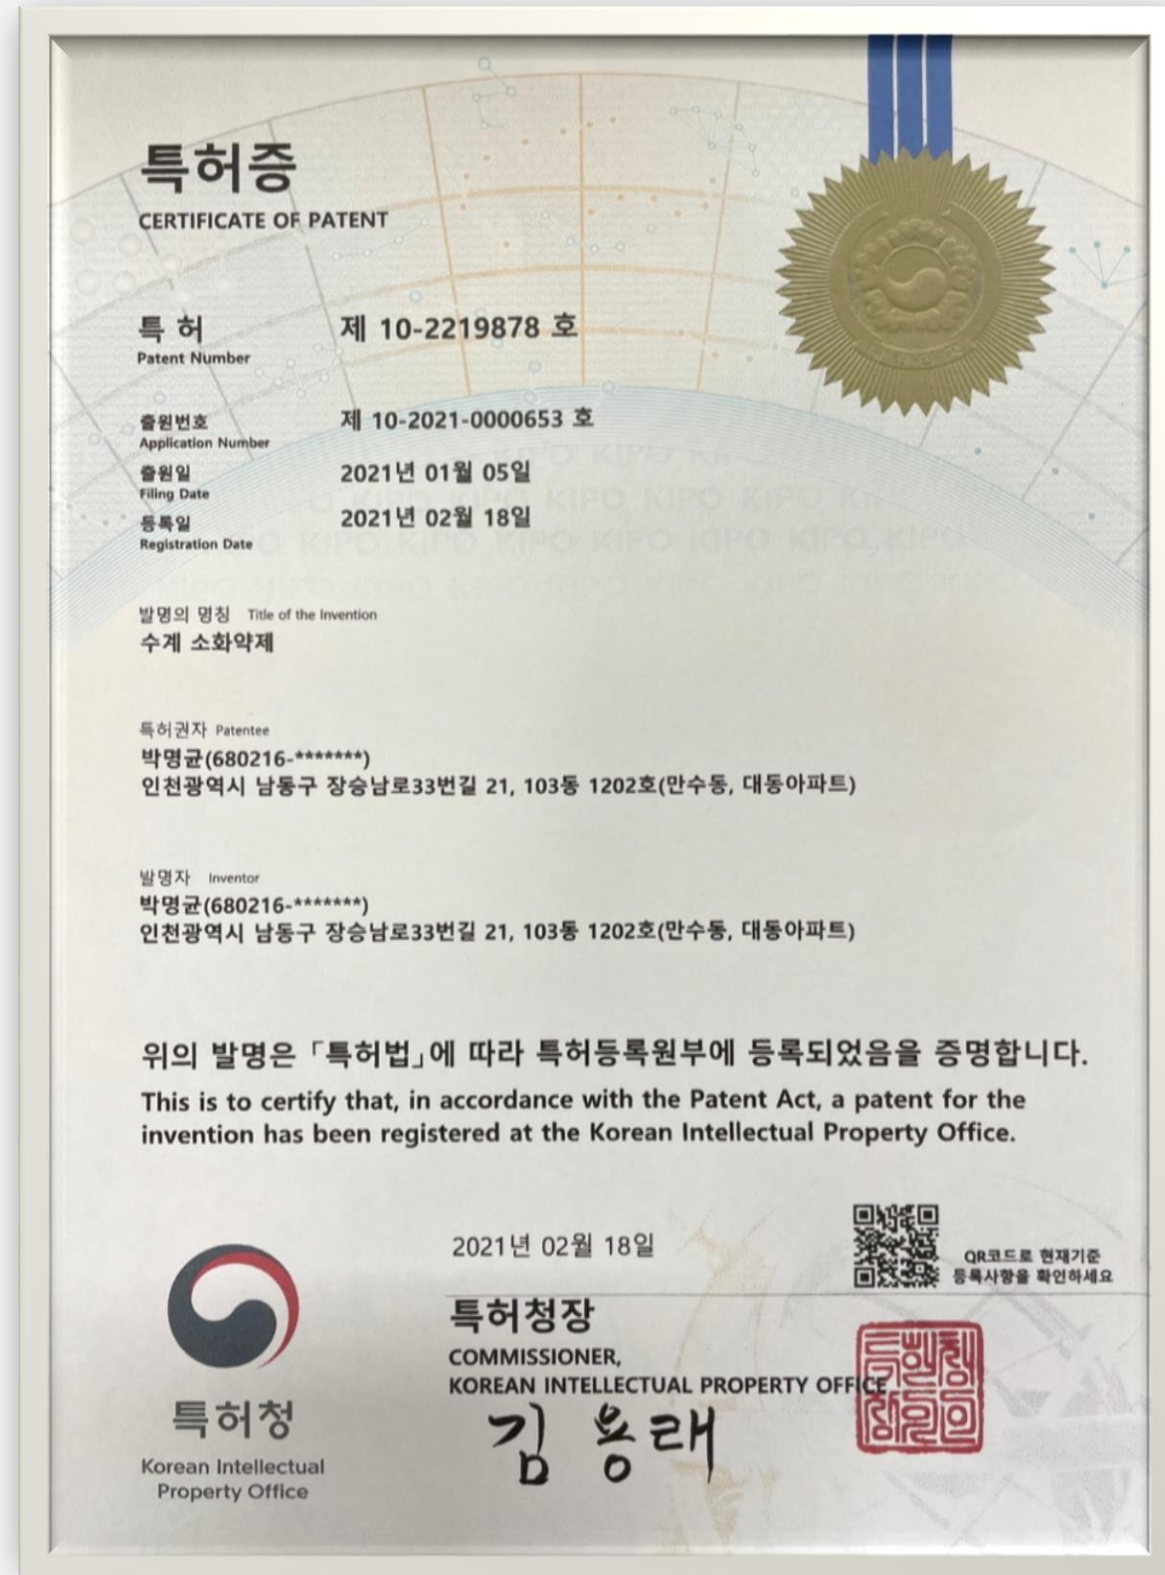 특허증
CERTIFICATE OF PATENT
특 허 제 10-2219878 호
Patent Number
출원번호 제 10-2021-0000653 호
Application Number
출원일 2021년 01월 05일
Filing Date
등록일 2021년 02월 18일
Registration Date
발명의 명칭 Title of the Invention
수계 소화약제
특허권자 Patentee
박명균(680216-*******)
인천광역시 남동구 장승남로33번길 21, 103동 1202호(만수동, 대동아파트)
발명자 Inventor
박명균(680216-*******)
인천광역시 남동구 장승남로33번길 21, 103동 1202호(만수동, 대동아파트)
위의 발명은 「특허법」에 따라 특허등록원부에 등록되었음을 증명합니다.
This is to certify that, in accordance with the Patent Act, a patent for the
invention has been registered at the Korean Intellectual Property Office.
2021년 02월 18일
QR코드로 현재기준
등록사항을 확인하세요
특허청장
COMMISSIONER,
KOREAN INTELLECTUAL PROPERTY OFFICE
김용래
특허청
Korean Intellectual
Property Office